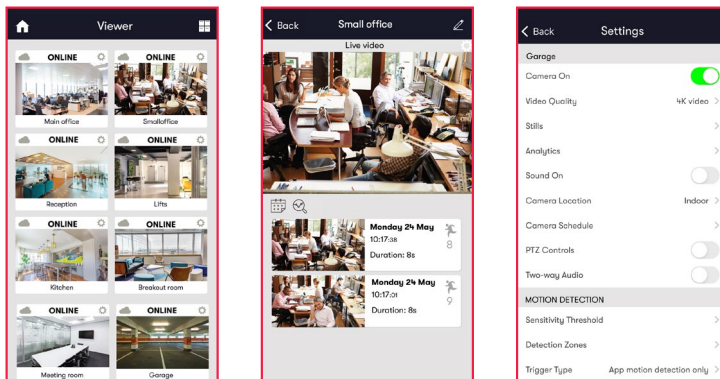 Viewer
ONLINE ONLINE
Main office Smalloffice
ONLINE ONLINE
Reception Lifts
ONLINE ONLINE
Kitchen Breakout room
ONLINE ONLINE
Meeting room Garage
Back Small office
Live video
Monday 24 May
10:17:38
8
Duration: 8s
Monday 24 May
10:17:01
9
Duration: 8s
Back Settings
Garage
Camera On
Video Quality 4K video
Stills
Analytics
Sound On
Camera Location Indoor
Camera Schedule
PTZ Controls
Two-way Audio
MOTION DETECTION
Sensitivity Threshold
Detection Zones
Trigger Type App motion detection only